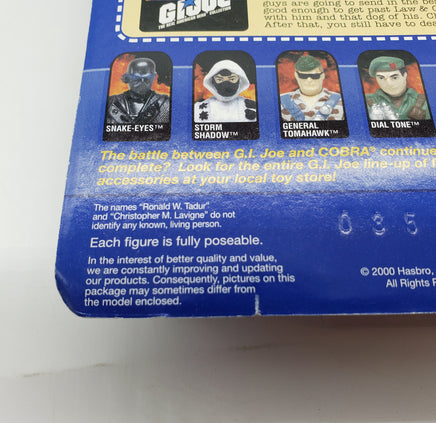 guys are going to send in the be
good enough to get past Law &
with him and that dog of his.
After that, you still have to de
G.I.JOE
SNAKE-EYES™
STORM SHADOW™
GENERAL TOMAHAWK™
DIAL TONE™
The battle between G.I. Joe and COBRA® continue
complete? Look for the entire G.I. Joe line-up of
accessories at your local toy store!
The names "Ronald W. Tadur"
and "Christopher M. Lavigne" do not
identify any known, living person.
Each figure is fully poseable.
In the interest of better quality and value,
we are constantly improving and updating
our products. Consequently, pictures on this
package may sometimes differ from
the model enclosed.
035
© 2000 Hasbro,
All Rights